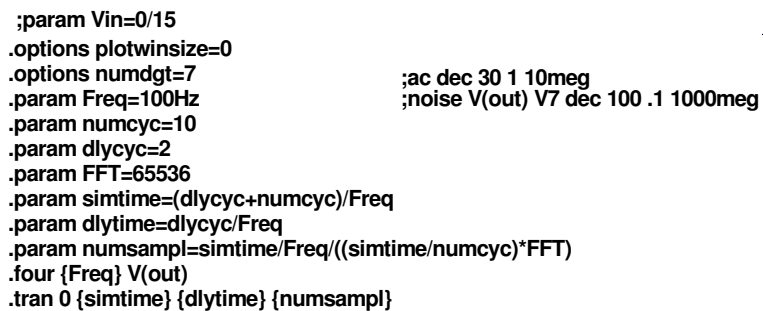 ;param Vin=0/15
.options plotwinsize=0
.options numdgt=7
;ac dec 30 1 10meg
.param Freq=100Hz
;noise V(out) V7 dec 100 .1 1000meg
.param numcyc=10
.param dlycyc=2
.param FFT=65536
.param simtime=(dlycyc+numcyc)/Freq
.param dlytime=dlycyc/Freq
.param numsampl=simtime/Freq/((simtime/numcyc)*FFT)
.four {Freq} V(out)
.tran 0 {simtime} {dlytime} {numsampl}